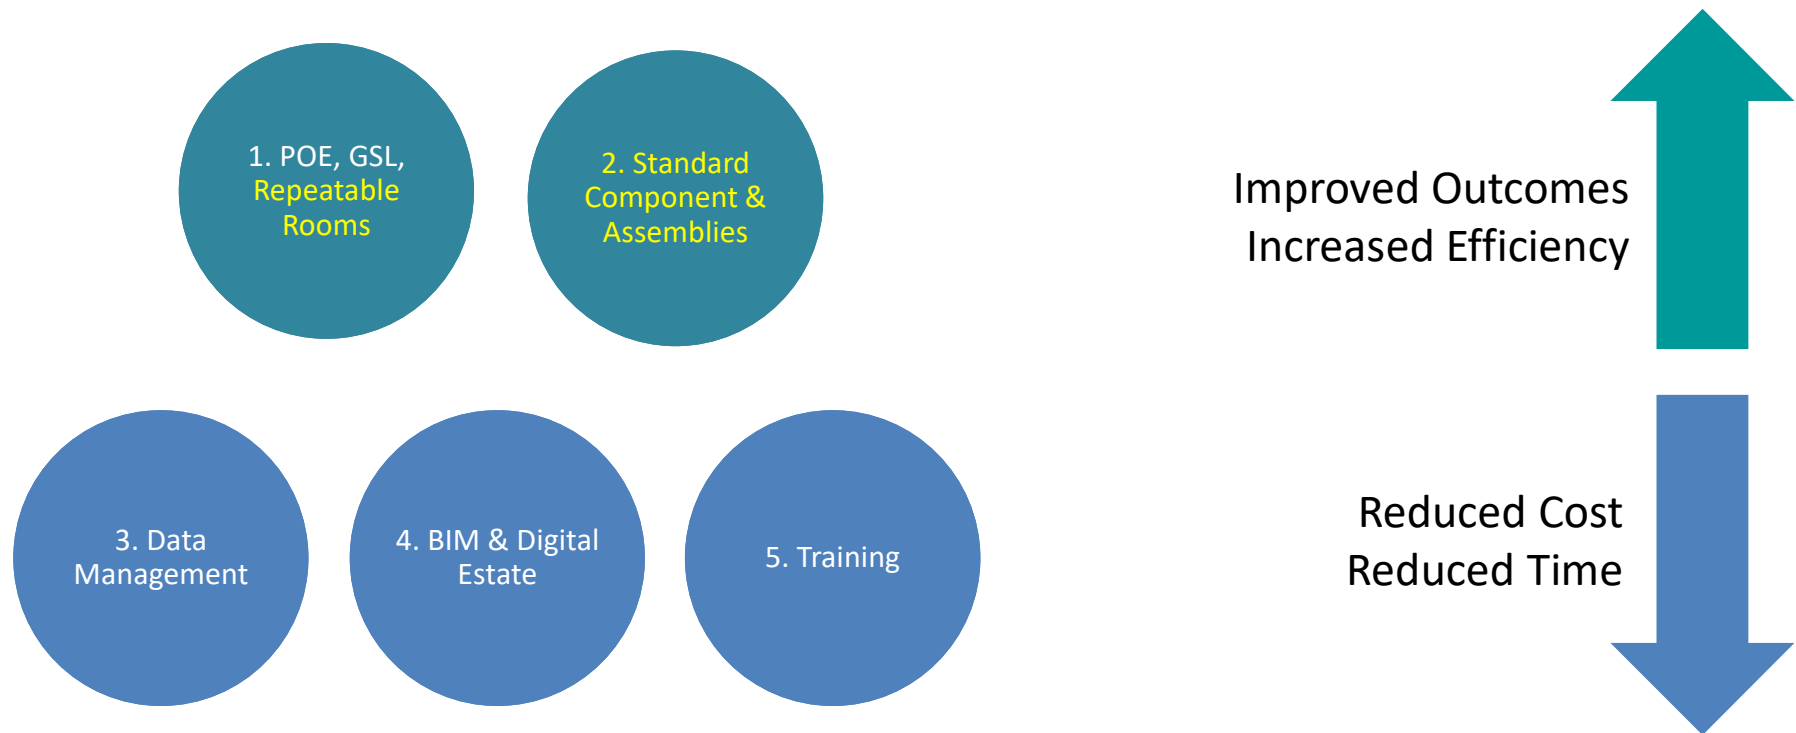 1. POE, GSL,
Repeatable
Rooms
2. Standard
Component &
Assemblies
Improved Outcomes
Increased Efficiency
3. Data
Management
4. BIM & Digital
Estate
5. Training
Reduced Cost
Reduced Time